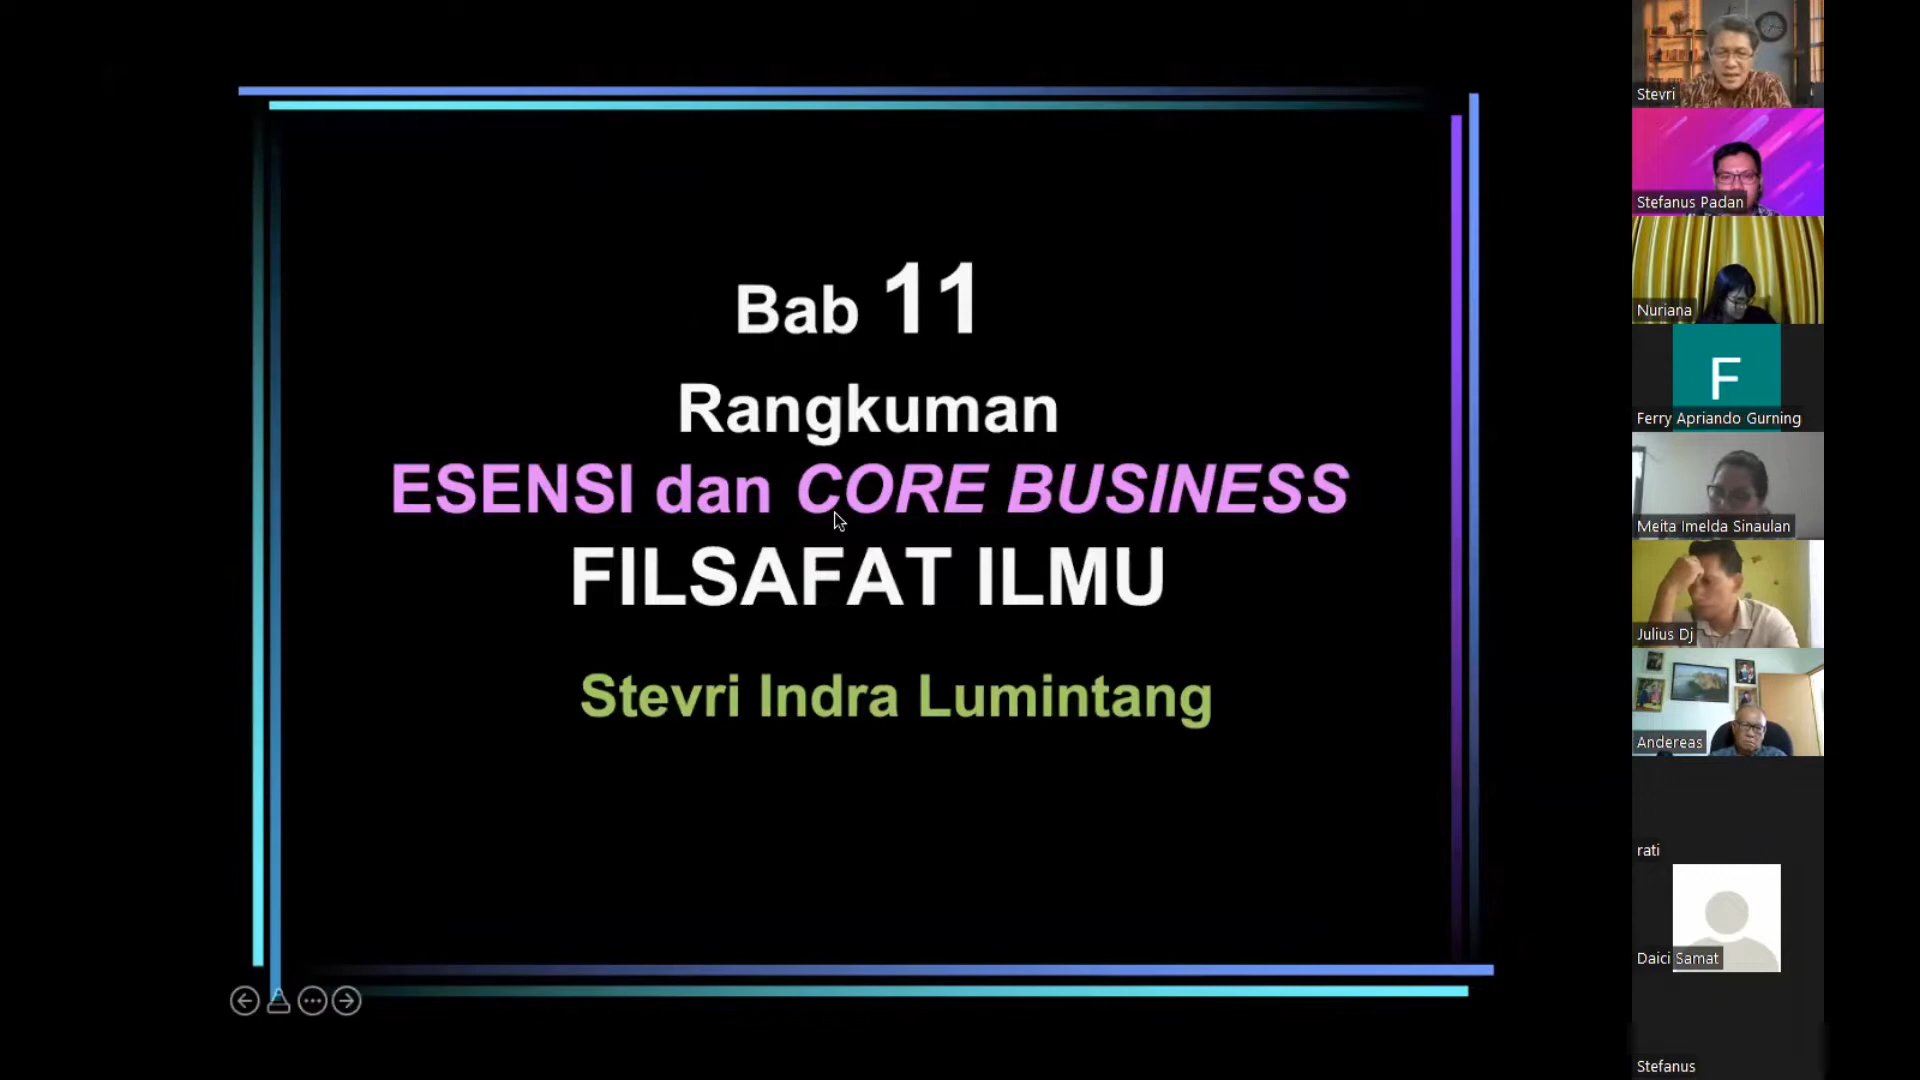 Bab 11
Rangkuman
ESENSI dan CORE BUSINESS
FILSAFAT ILMU
Stevri Indra Lumintang
Stevri
Stefanus Padan
Nuriana
F
Ferry Apriando Gurning
Meita Imelda Sinaulan
Julius Dj
Andereas
rati
Daici Samat
Stefanus